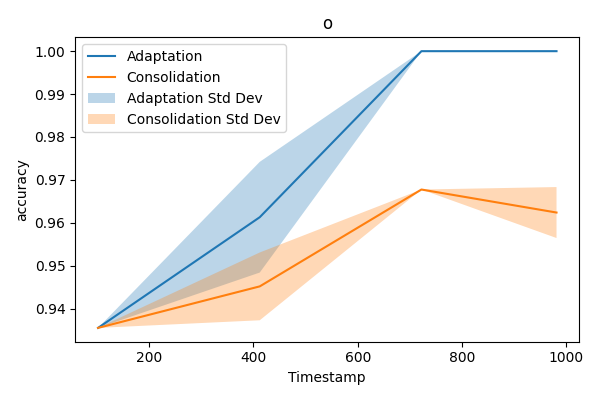 o
1.00
0.99
0.98
0.97
0.96
0.95
0.94
accuracy
Adaptation
Consolidation
Adaptation Std Dev
Consolidation Std Dev
200
400
600
800
1000
Timestamp